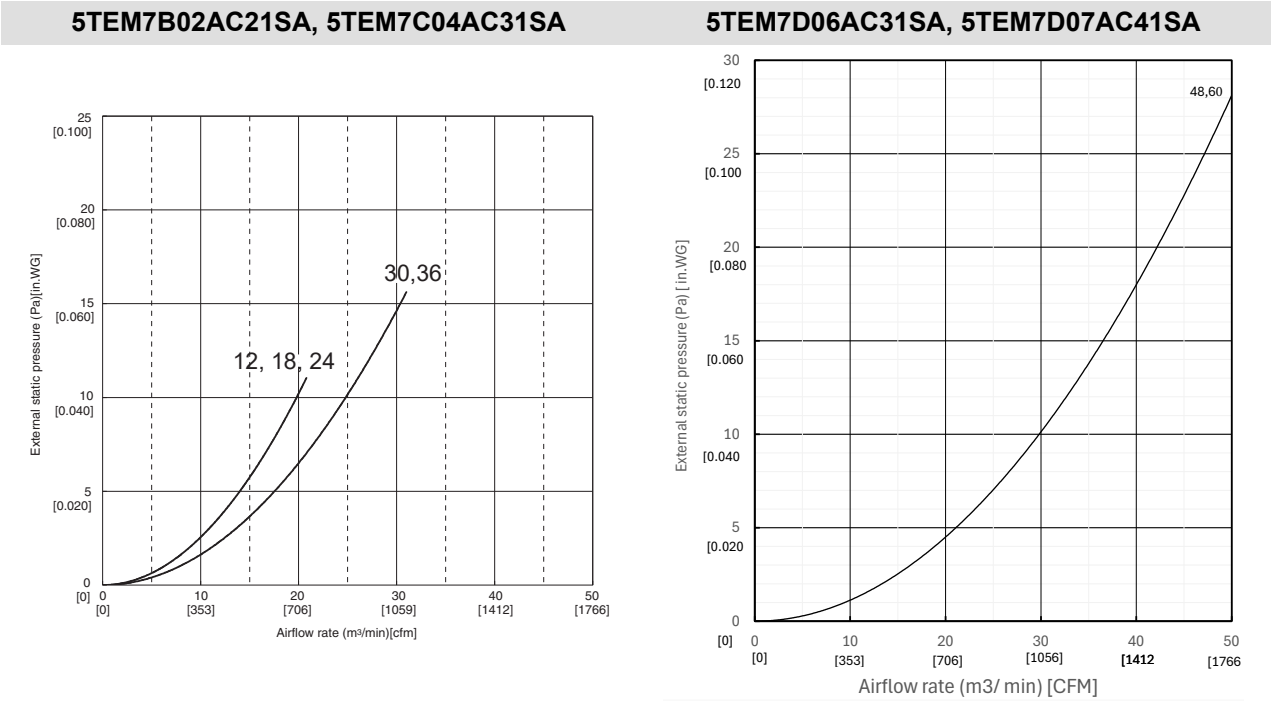 5TEM7B02AC21SA, 5TEM7C04AC31SA
25
[0.100]
20
[0.080]
15
[0.060]
10
[0.040]
5
[0.020]
0
[0]
External static pressure (Pa)[in.WG]
30,36
12, 18, 24
0 10 20 30 40 50
[0] [353] [706] [1059] [1412] [1766]
Airflow rate (m³/min)[cfm]
5TEM7D06AC31SA, 5TEM7D07AC41SA
30
[0.120
25
[0.100
20
[0.080
15
[0.060
10
[0.040
5
[0.020
0
[0]
External static pressure (Pa) [ in.WG]
48,60
0 10 20 30 40 50
[0] [353] [706] [1056] [1412 [1766
Airflow rate (m3/ min) [CFM]